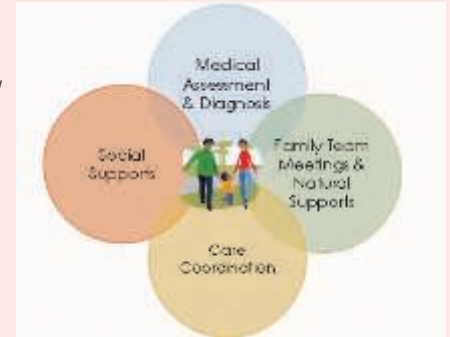 Medical
Assessment
& Diagnosis
Social
Supports
Family Team
Meetings &
Natural
Supports
Care
Coordination